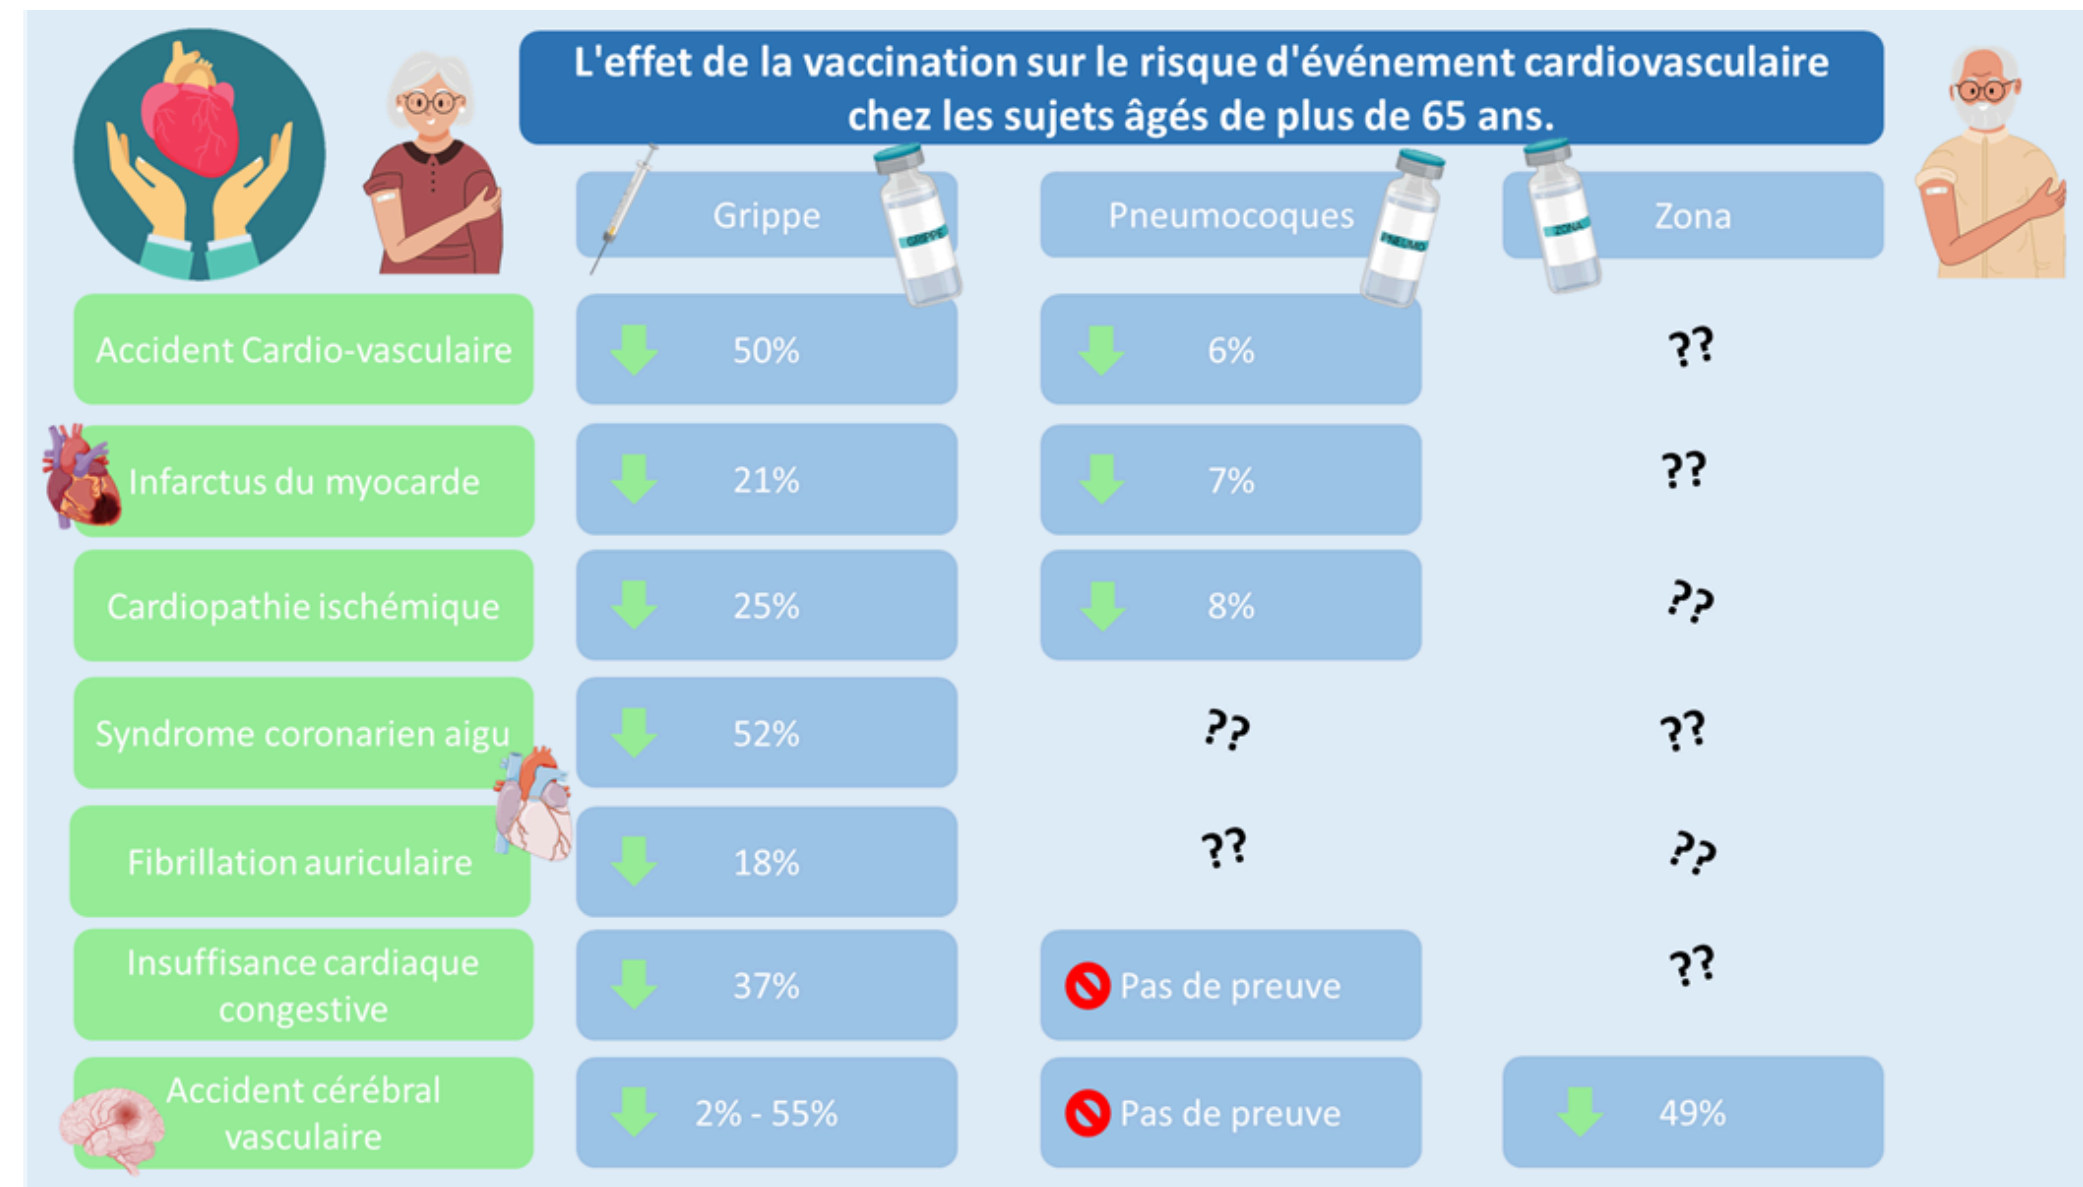 L'effet de la vaccination sur le risque d'événement cardiovasculaire
chez les sujets âgés de plus de 65 ans.
Grippe
GRIPPE
Pneumocoques
PNEUMO
ZONA
Zona
Accident Cardio-vasculaire
50%
6%
??
Infarctus du myocarde
21%
7%
??
Cardiopathie ischémique
25%
8%
??
Syndrome coronarien aigu
52%
??
??
Fibrillation auriculaire
18%
??
??
Insuffisance cardiaque
congestive
37%
Pas de preuve
??
Accident cérébral
vasculaire
2% - 55%
Pas de preuve
49%